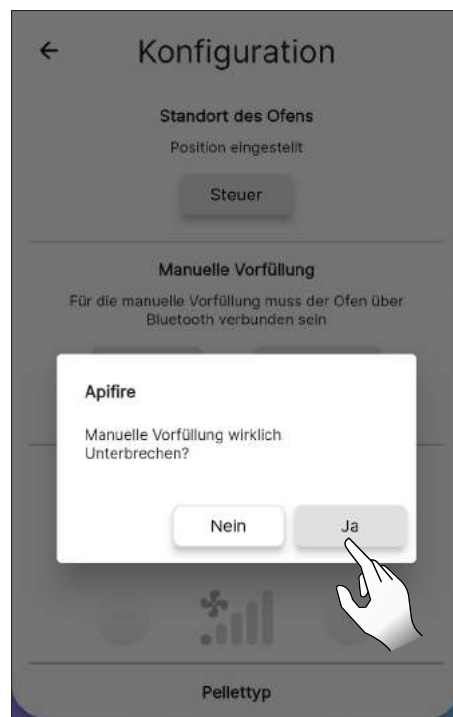 Konfiguration
Standort des Ofens
Position eingestellt
Steuer
Manuelle Vorfüllung
Für die manuelle Vorfüllung muss der Ofen über
Bluetooth verbunden sein
Apifire
Manuelle Vorfüllung wirklich
Unterbrechen?
Nein
Ja
Pellettyp